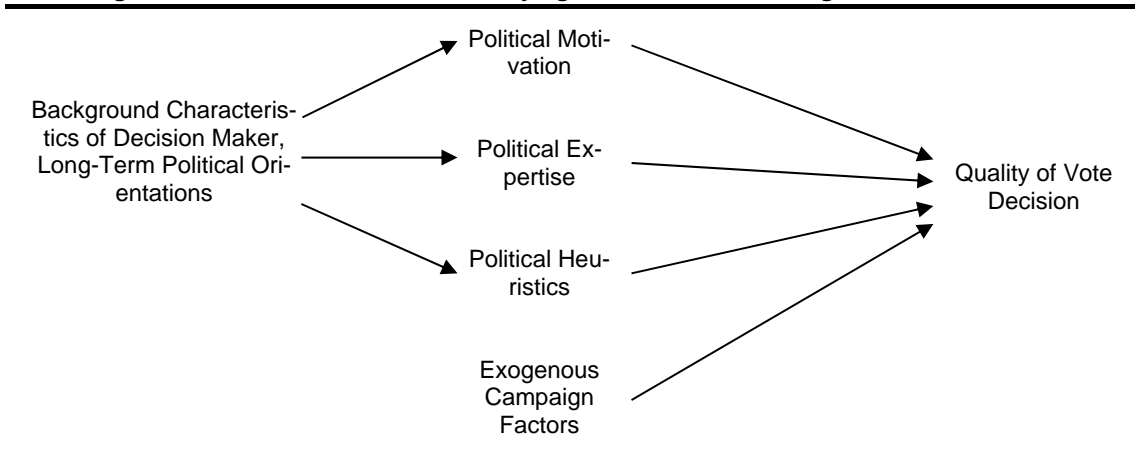 Political Moti-
vation
Background Characteris-
tics of Decision Maker,
Long-Term Political Ori-
entations
Political Ex-
pertise
Quality of Vote
Decision
Political Heu-
ristics
Exogenous
Campaign
Factors